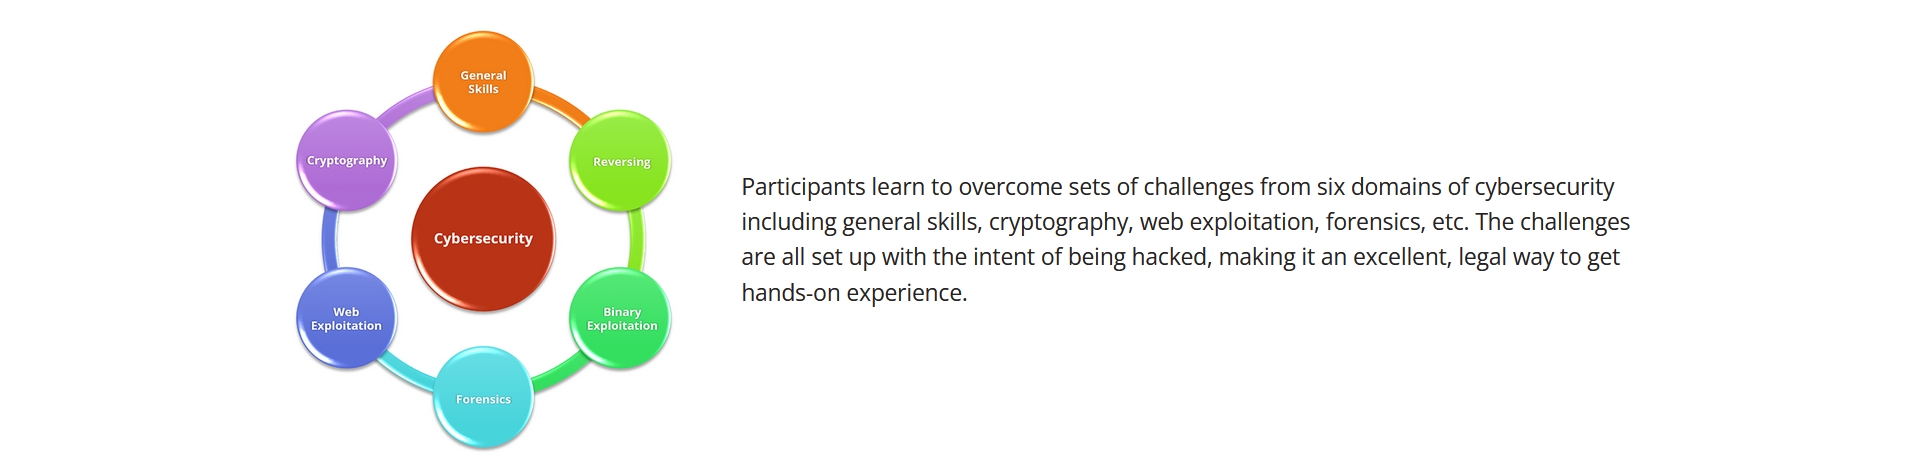 General
Skills
Cryptography
Reversing
Cybersecurity
Web
Exploitation
Binary
Exploitation
Forensics
Participants learn to overcome sets of challenges from six domains of cybersecurity
including general skills, cryptography, web exploitation, forensics, etc. The challenges
are all set up with the intent of being hacked, making it an excellent, legal way to get
hands-on experience.